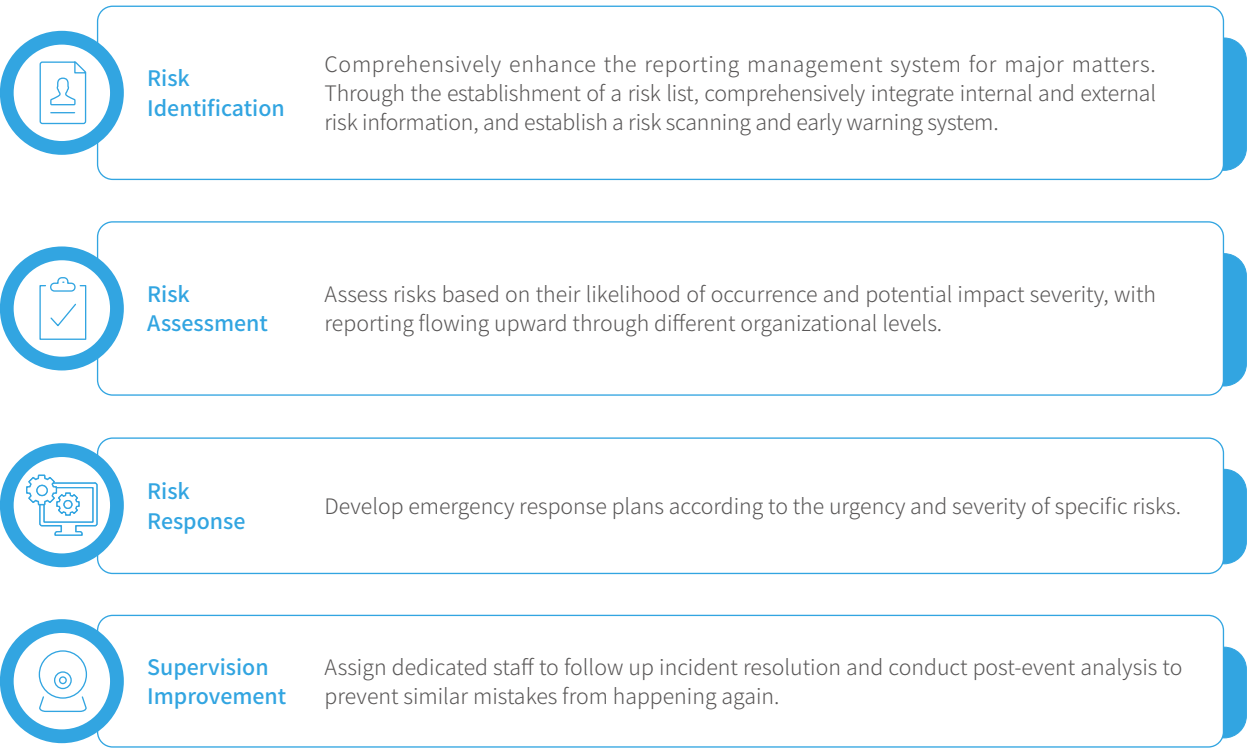 Risk
Identification
Comprehensively enhance the reporting management system for major matters.
Through the establishment of a risk list, comprehensively integrate internal and external
risk information, and establish a risk scanning and early warning system.
Risk
Assessment
Assess risks based on their likelihood of occurrence and potential impact severity, with
reporting flowing upward through different organizational levels.
Risk
Response
Develop emergency response plans according to the urgency and severity of specific risks.
Supervision
Improvement
Assign dedicated staff to follow up incident resolution and conduct post-event analysis to
prevent similar mistakes from happening again.